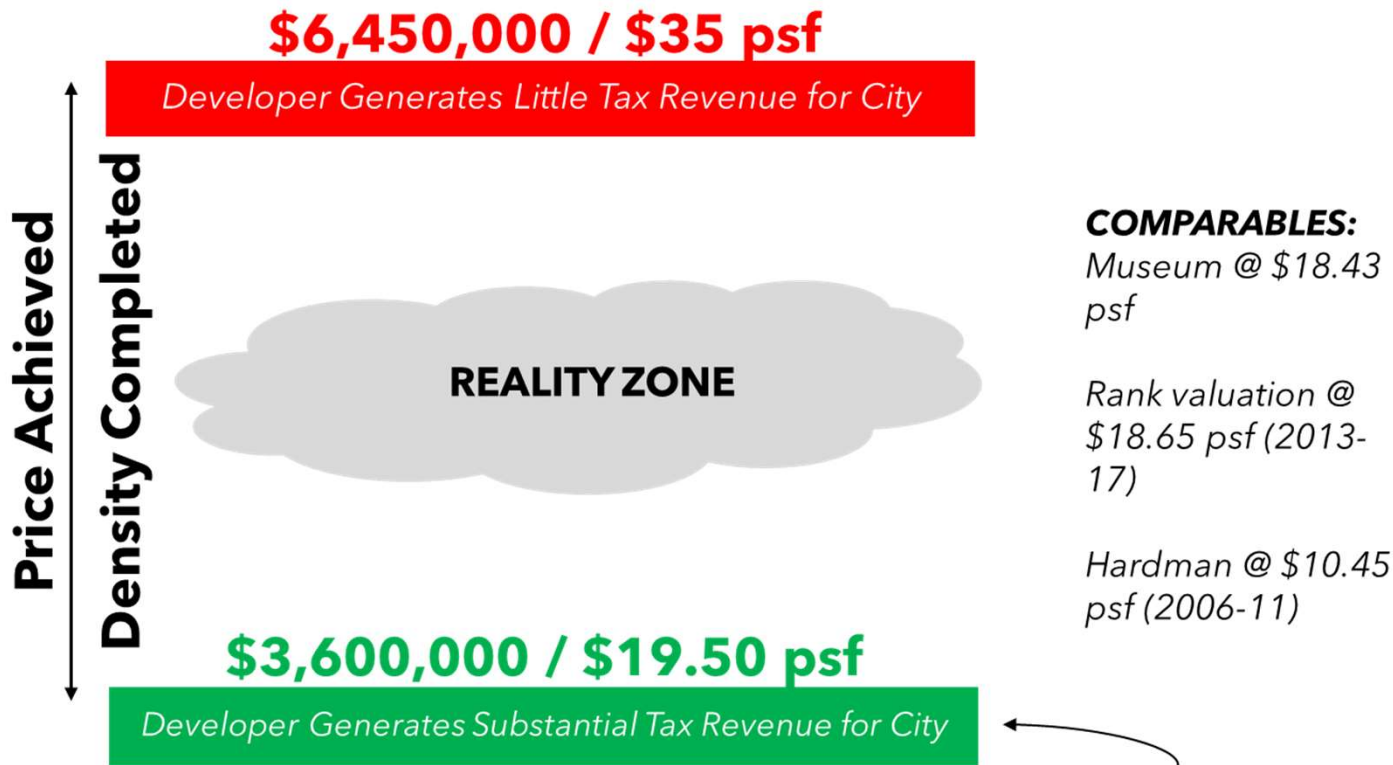 $6,450,000 / $35 psf
Developer Generates Little Tax Revenue for City
Price Achieved
Density Completed
REALITY ZONE
COMPARABLES:
Museum @ $18.43
psf
Rank valuation @
$18.65 psf (2013-
17)
Hardman @ $10.45
psf (2006-11)
$3,600,000 / $19.50 psf
Developer Generates Substantial Tax Revenue for City